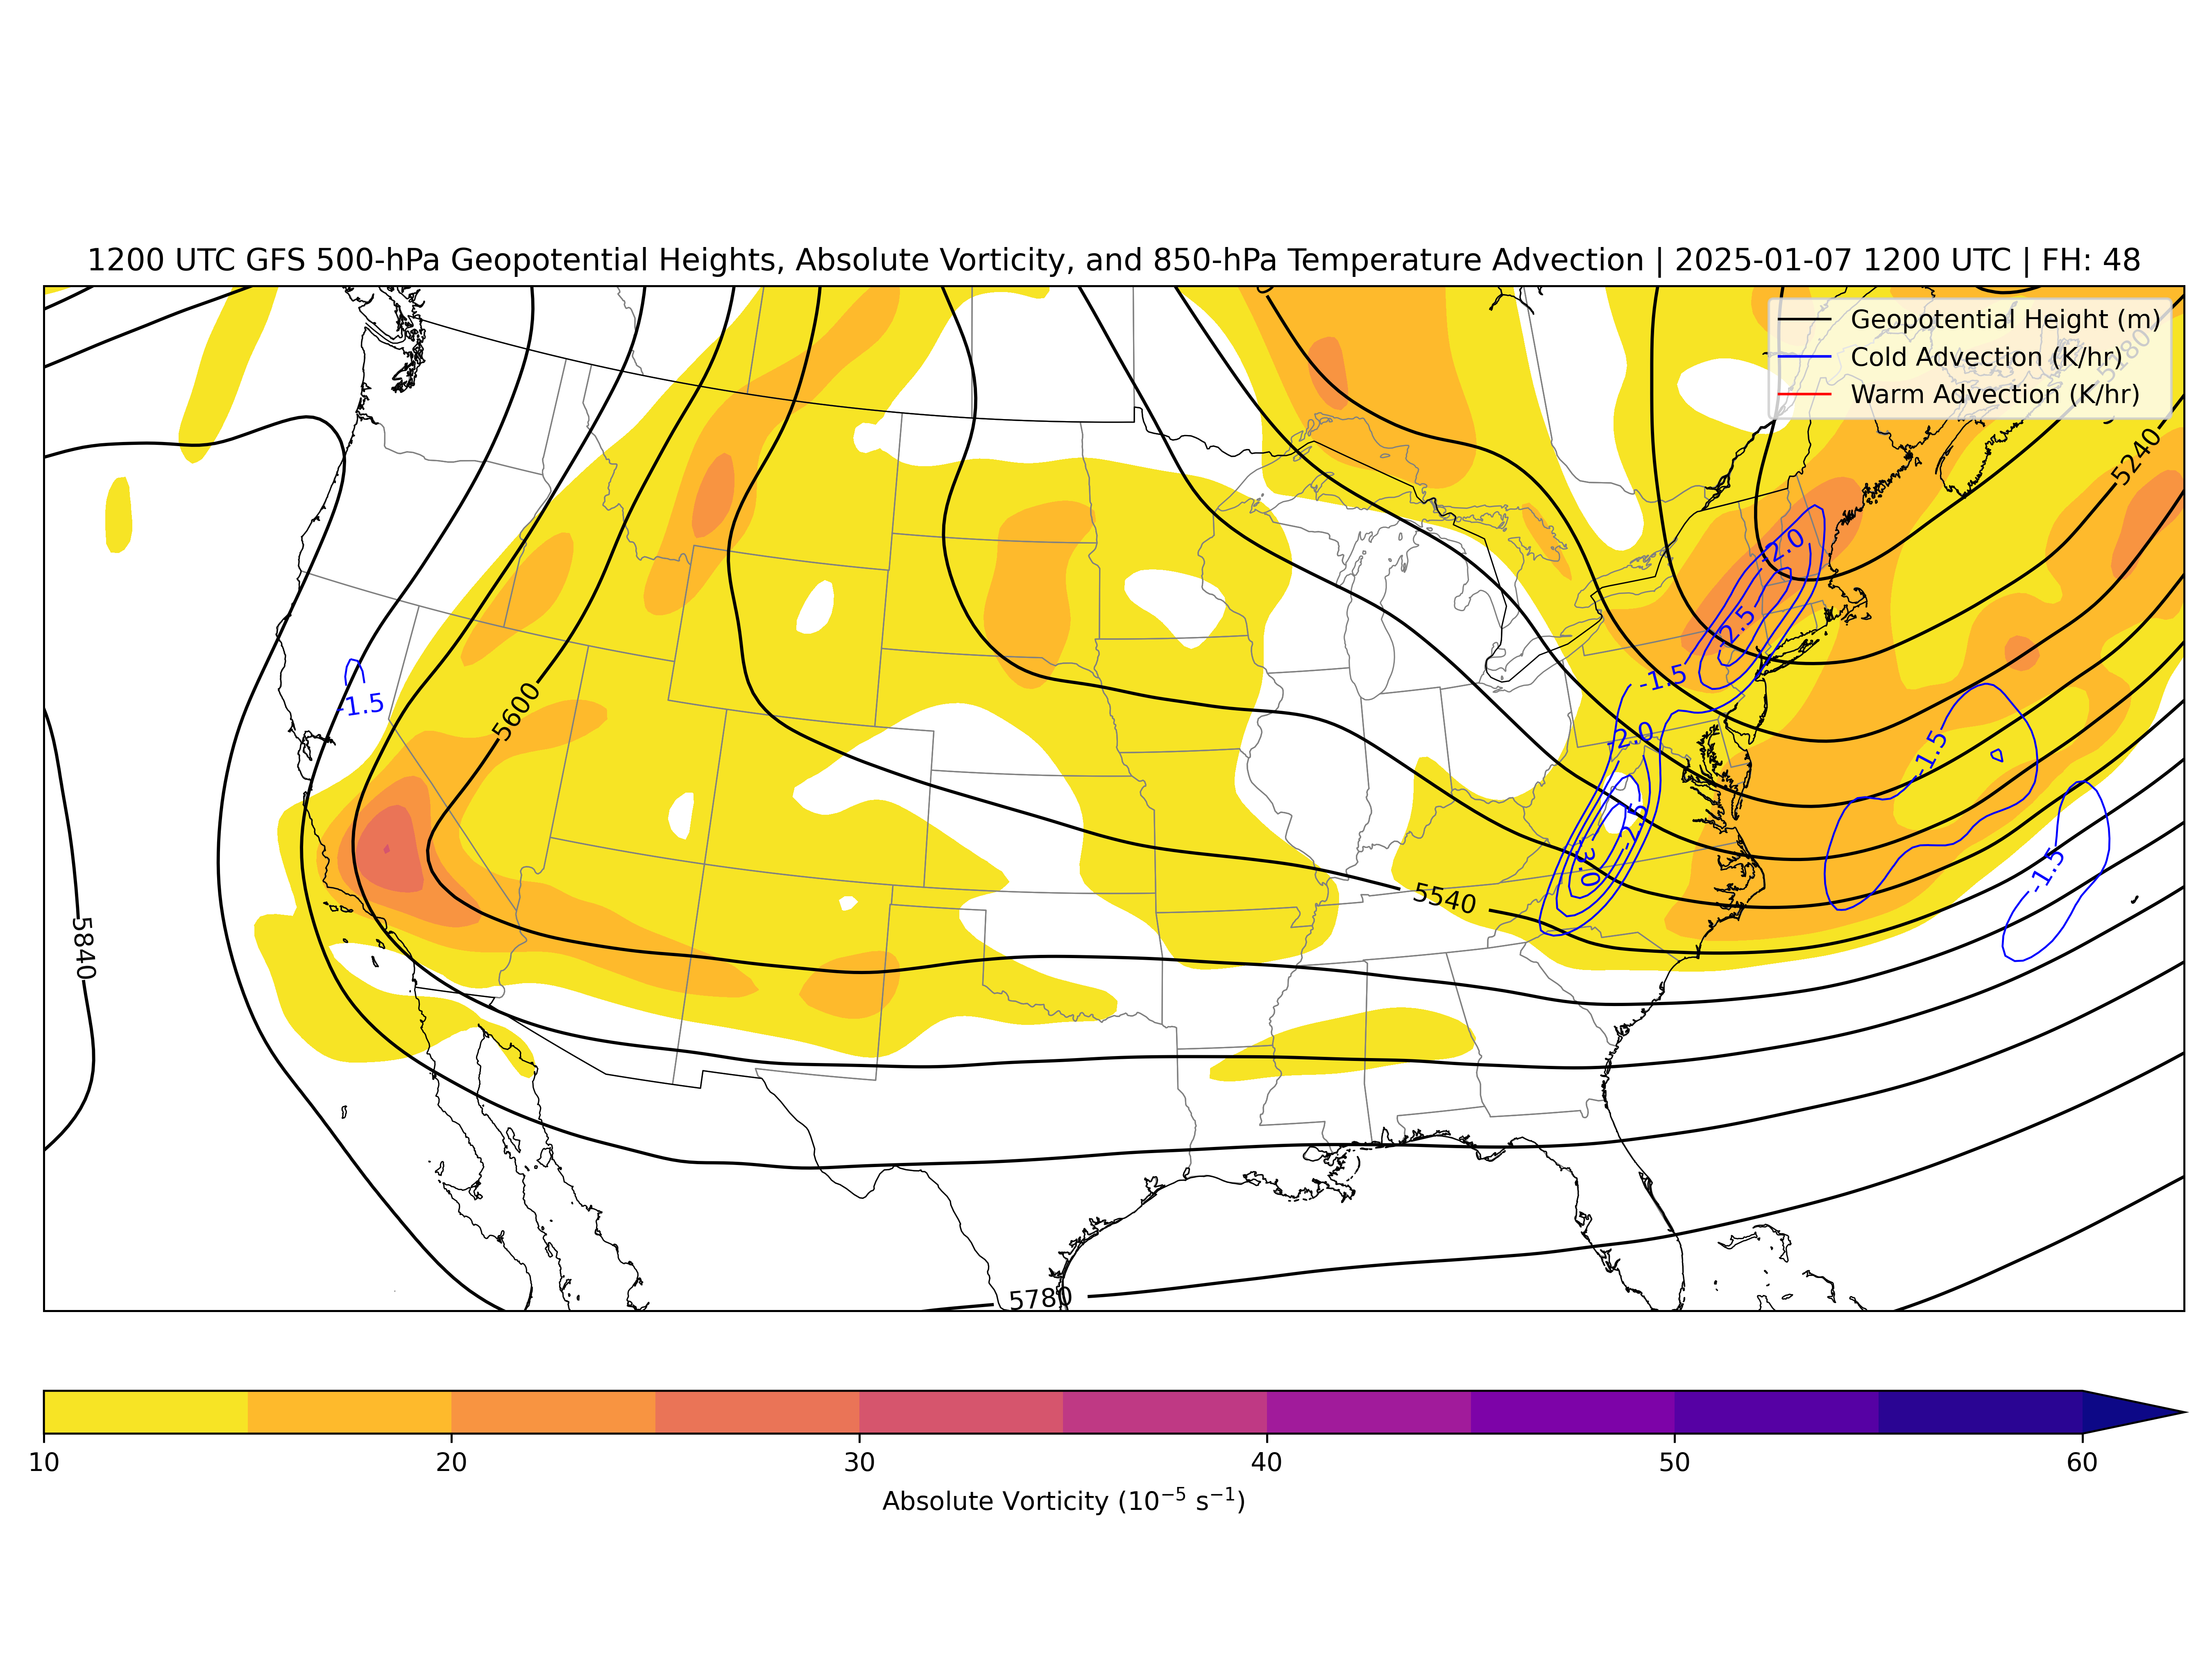 1200 UTC GFS 500-hPa Geopotential Heights, Absolute Vorticity, and 850-hPa Temperature Advection | 2025-01-07 1200 UTC | FH: 48
Geopotential Height (m)
Cold Advection (K/hr)
Warm Advection (K/hr)
5180
5240
-2.0
-2.5
-1.5
-1.5
5600
-2.0
-1.5
-2.5
-3.0
-1.5
5540
5840
5780
10 20 30 40 50 60
Absolute Vorticity (10⁻⁵ s⁻¹)